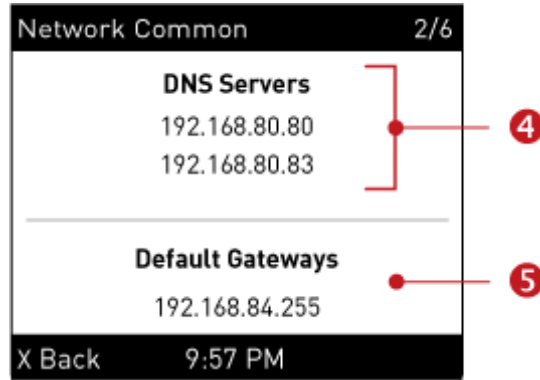 Network Common 2/6
DNS Servers
192.168.80.80
192.168.80.83
4
Default Gateways
192.168.84.255
5
X Back 9:57 PM